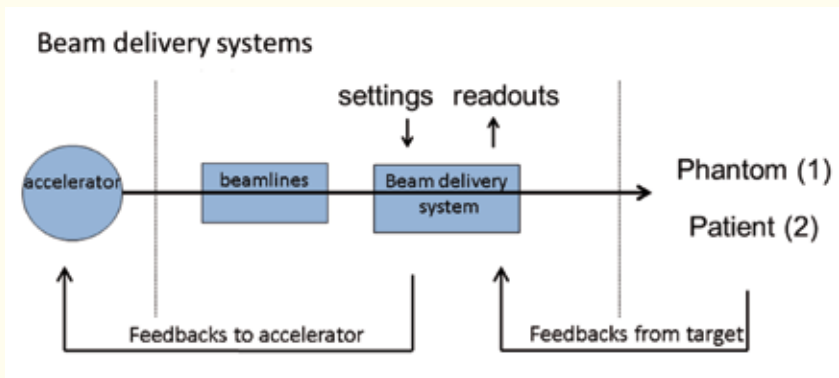 Beam delivery systems
settings readouts
accelerator
beamlines
Beam delivery
system
Phantom (1)
Patient (2)
Feedbacks to accelerator
Feedbacks from target